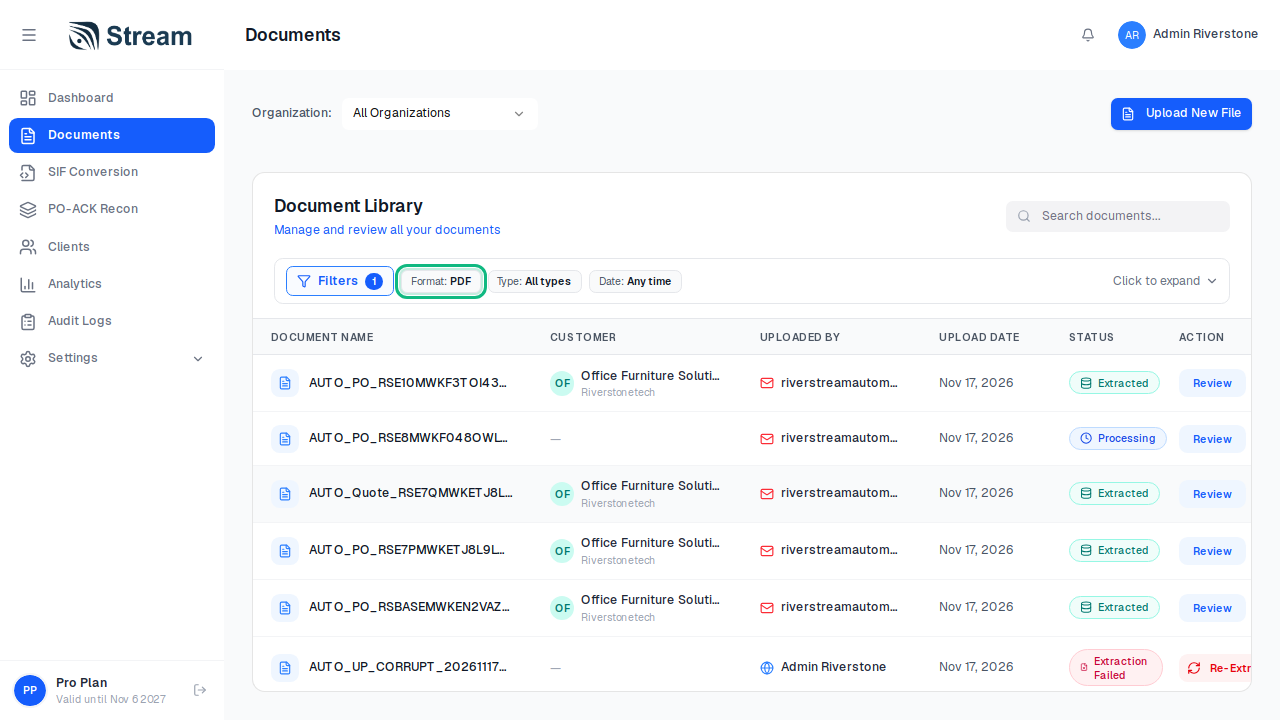 Stream
Documents
AR
Admin Riverstone
Dashboard
Documents
SIF Conversion
PO-ACK Recon
Clients
Analytics
Audit Logs
Settings
PP
Pro Plan
Valid until Nov 6 2027
Organization:
All Organizations
Upload New File
Document Library
Manage and review all your documents
Search documents...
Filters 1
Format: PDF
Type: All types
Date: Any time
Click to expand
DOCUMENT NAME CUSTOMER UPLOADED BY UPLOAD DATE STATUS ACTION
AUTO_PO_RSE10MWKF3TOI43... OF Office Furniture Soluti... riverstreamautom... Nov 17, 2026 Extracted Review
Riverstonetech
AUTO_PO_RSE8MWKF048OWL... — riverstreamautom... Nov 17, 2026 Processing Review
AUTO_Quote_RSE7QMWKETJ8L... OF Office Furniture Soluti... riverstreamautom... Nov 17, 2026 Extracted Review
Riverstonetech
AUTO_PO_RSE7PMWKETJ8L9L... OF Office Furniture Soluti... riverstreamautom... Nov 17, 2026 Extracted Review
Riverstonetech
AUTO_PO_RSBASEMWKEN2VAZ... OF Office Furniture Soluti... riverstreamautom... Nov 17, 2026 Extracted Review
Riverstonetech
AUTO_UP_CORRUPT_20261117... — Admin Riverstone Nov 17, 2026 Extraction Failed Re-Extr